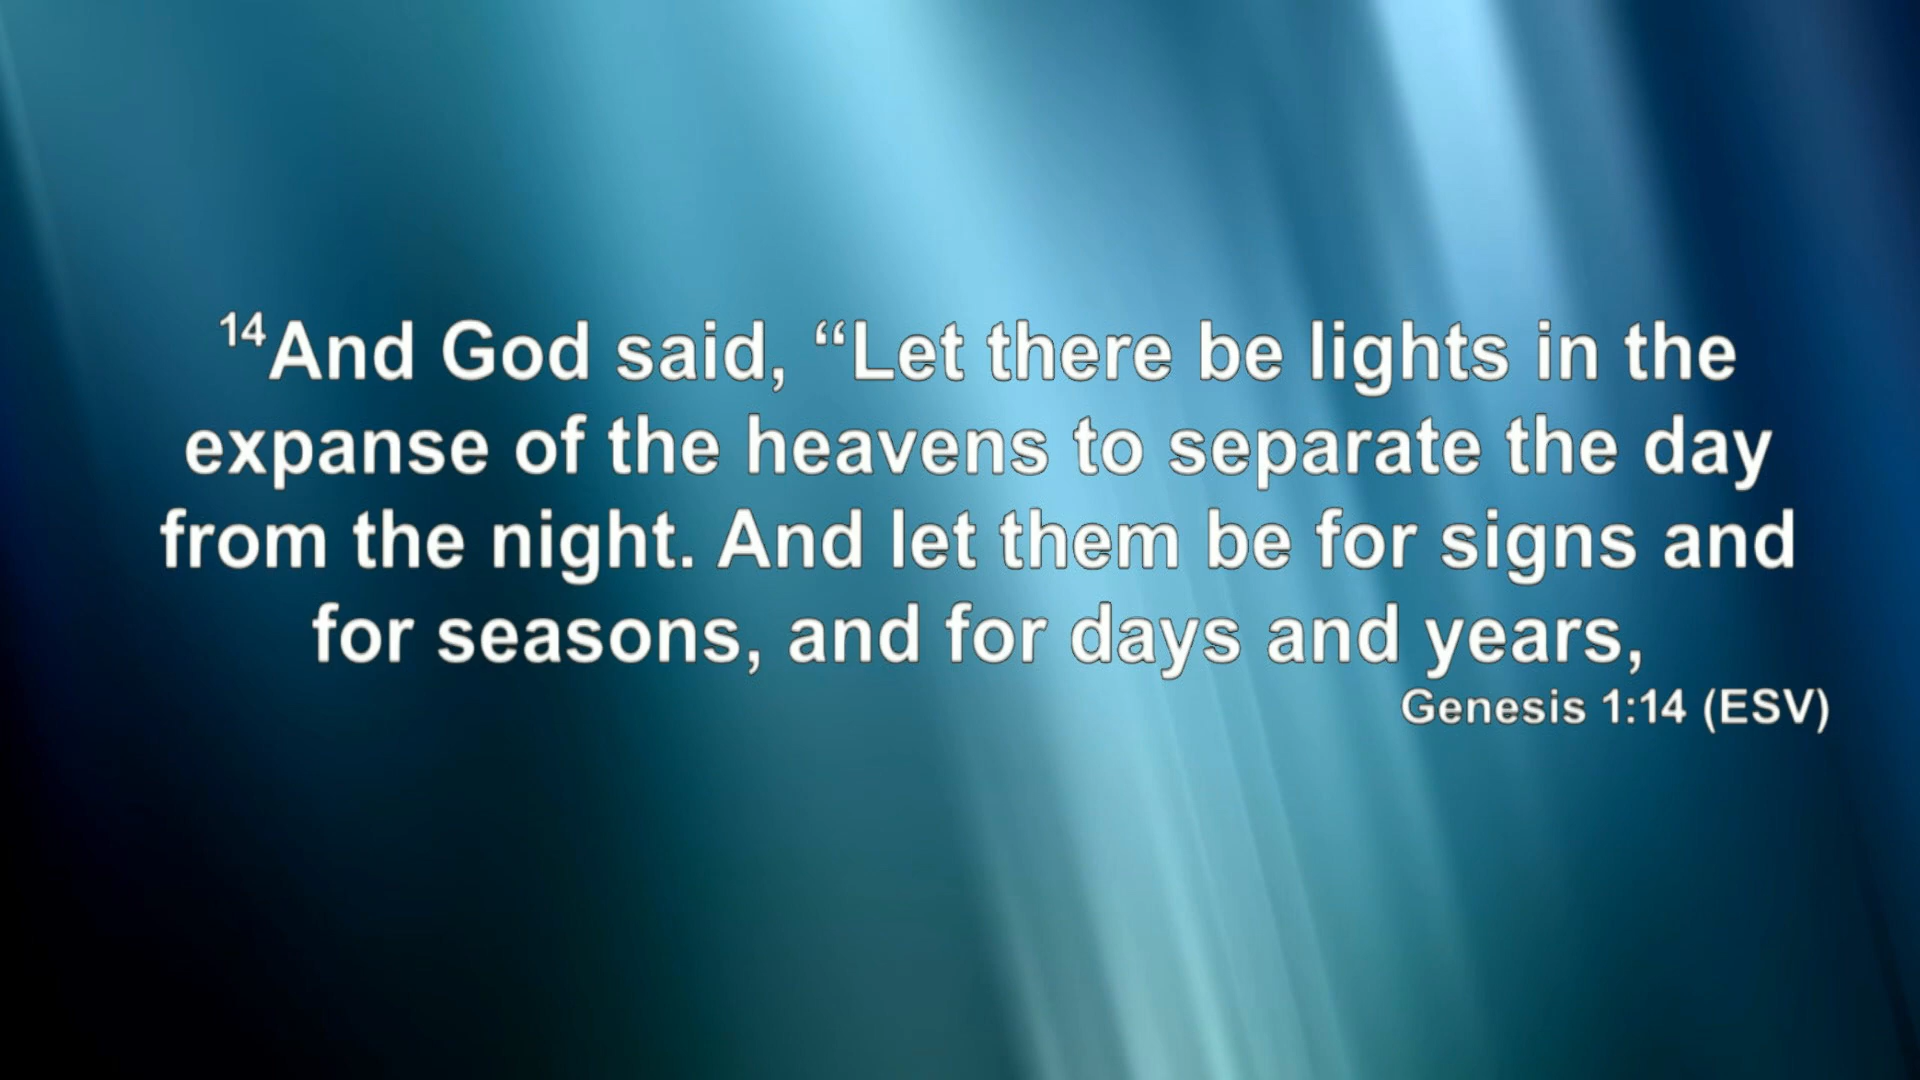 14And God said, “Let there be lights in the
expanse of the heavens to separate the day
from the night. And let them be for signs and
for seasons, and for days and years,
Genesis 1:14 (ESV)